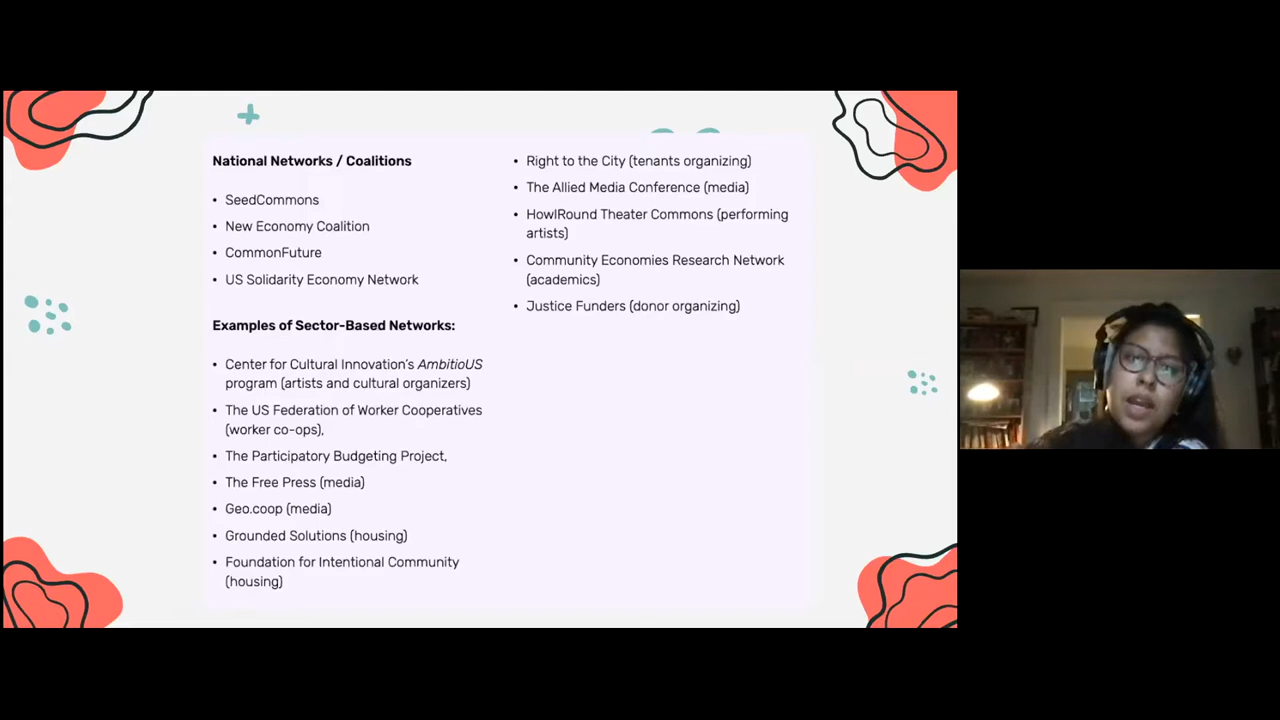 National Networks / Coalitions
• SeedCommons
• New Economy Coalition
• CommonFuture
• US Solidarity Economy Network
Examples of Sector-Based Networks:
• Center for Cultural Innovation's AmbitioUS
program (artists and cultural organizers)
• The US Federation of Worker Cooperatives
(worker co-ops),
• The Participatory Budgeting Project,
• The Free Press (media)
• Geo.coop (media)
• Grounded Solutions (housing)
• Foundation for Intentional Community
(housing)
• Right to the City (tenants organizing)
• The Allied Media Conference (media)
• HowlRound Theater Commons (performing
artists)
• Community Economies Research Network
(academics)
• Justice Funders (donor organizing)